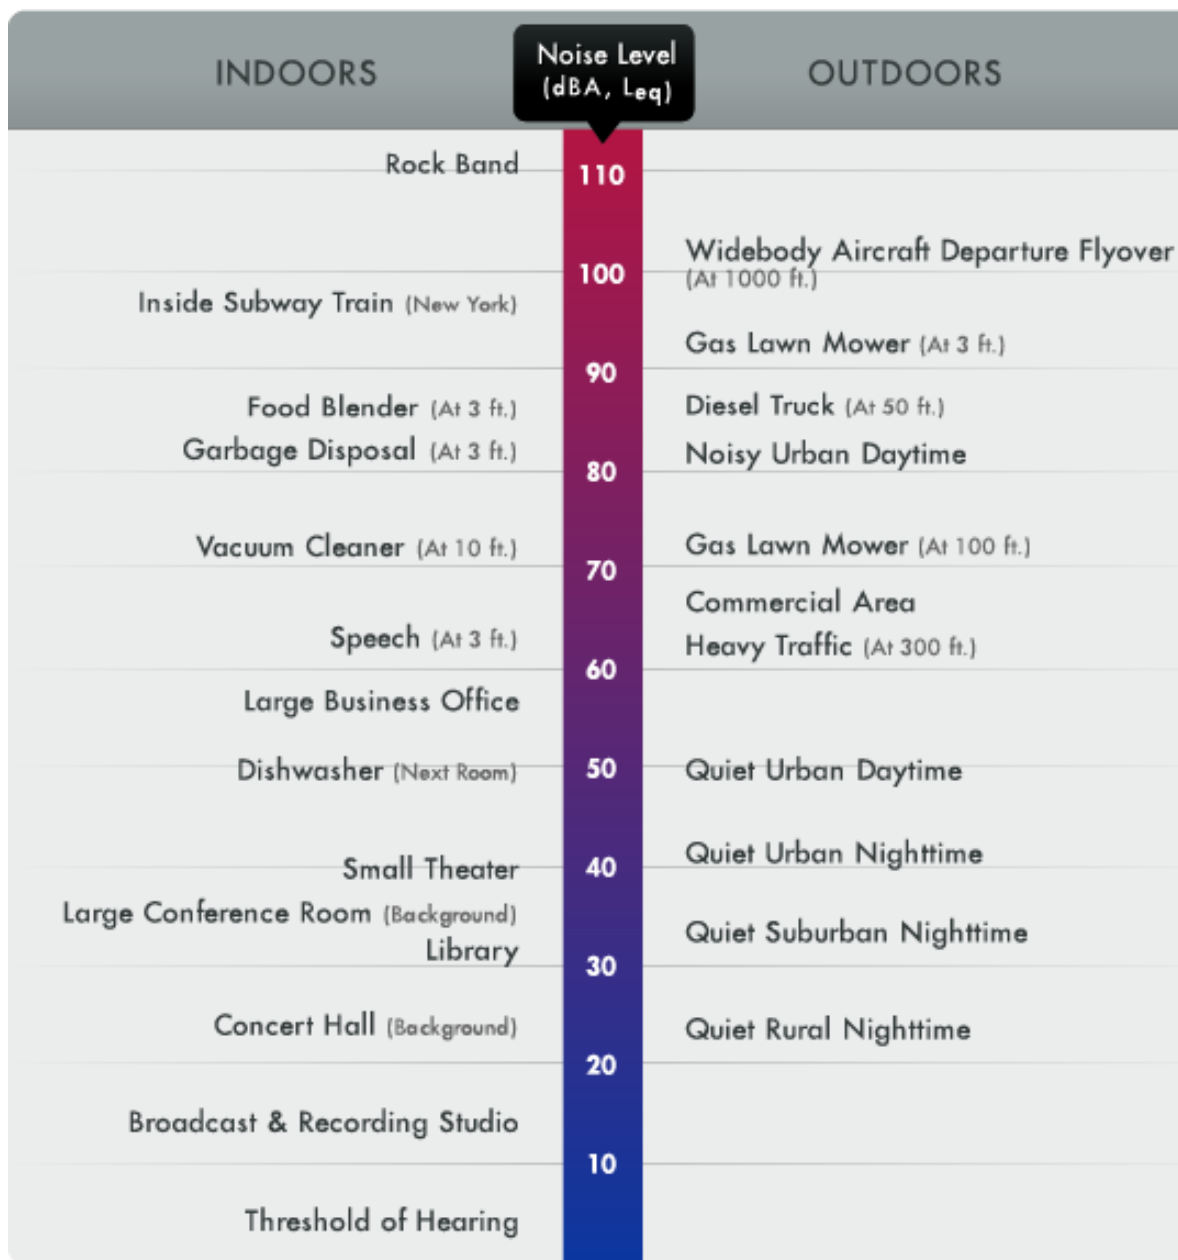 INDOORS
Noise Level
(dBA, Leq)
OUTDOORS
Rock Band
110
Widebody Aircraft Departure Flyover
(At 1000 ft.)
100
Inside Subway Train (New York)
Gas Lawn Mower (At 3 ft.)
90
Food Blender (At 3 ft.)
Diesel Truck (At 50 ft.)
Garbage Disposal (At 3 ft.)
Noisy Urban Daytime
80
Vacuum Cleaner (At 10 ft.)
Gas Lawn Mower (At 100 ft.)
70
Commercial Area
Speech (At 3 ft.)
Heavy Traffic (At 300 ft.)
60
Large Business Office
Dishwasher (Next Room)
50
Quiet Urban Daytime
Quiet Urban Nighttime
Small Theater
40
Large Conference Room (Background)
Quiet Suburban Nighttime
Library
30
Concert Hall (Background)
Quiet Rural Nighttime
20
Broadcast & Recording Studio
10
Threshold of Hearing